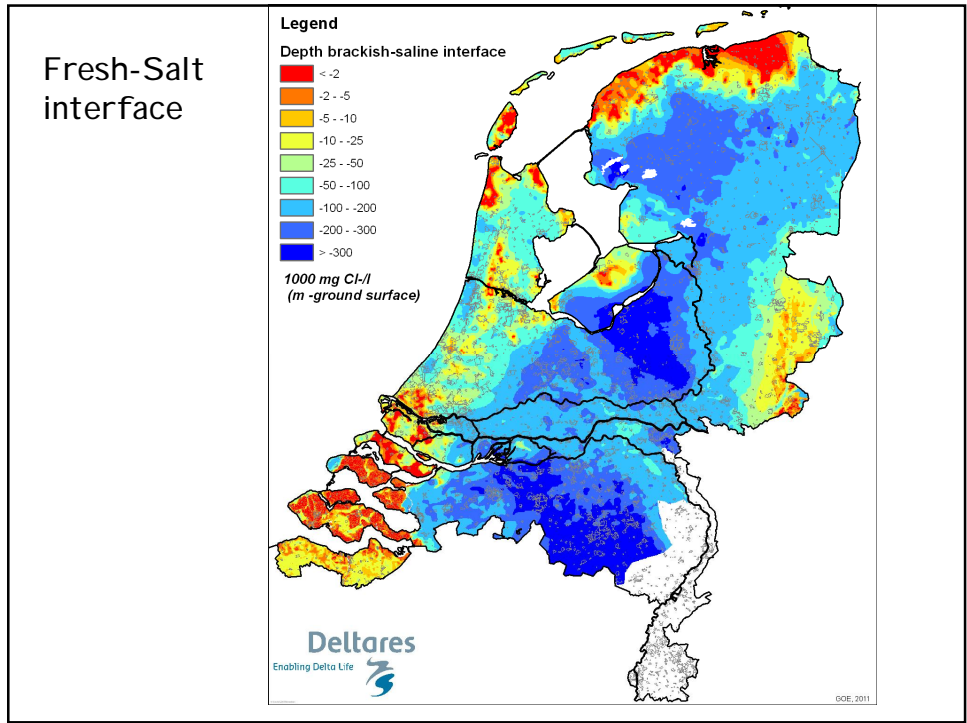 Fresh-Salt
interface
Legend
Depth brackish-saline interface
< -2
-2 - -5
-5 - -10
-10 - -25
-25 - -50
-50 - -100
-100 - -200
-200 - -300
> -300
1000 mg Cl-/l
(m -ground surface)
Deltares
Enabling Delta Life
GOE, 2011